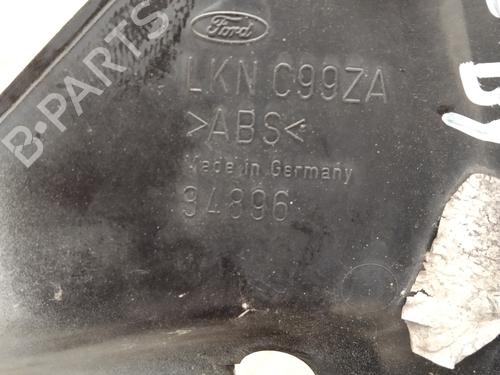 Ford
LKN C99ZA
>ABS<
Made in Germany
94896
B-PARTS